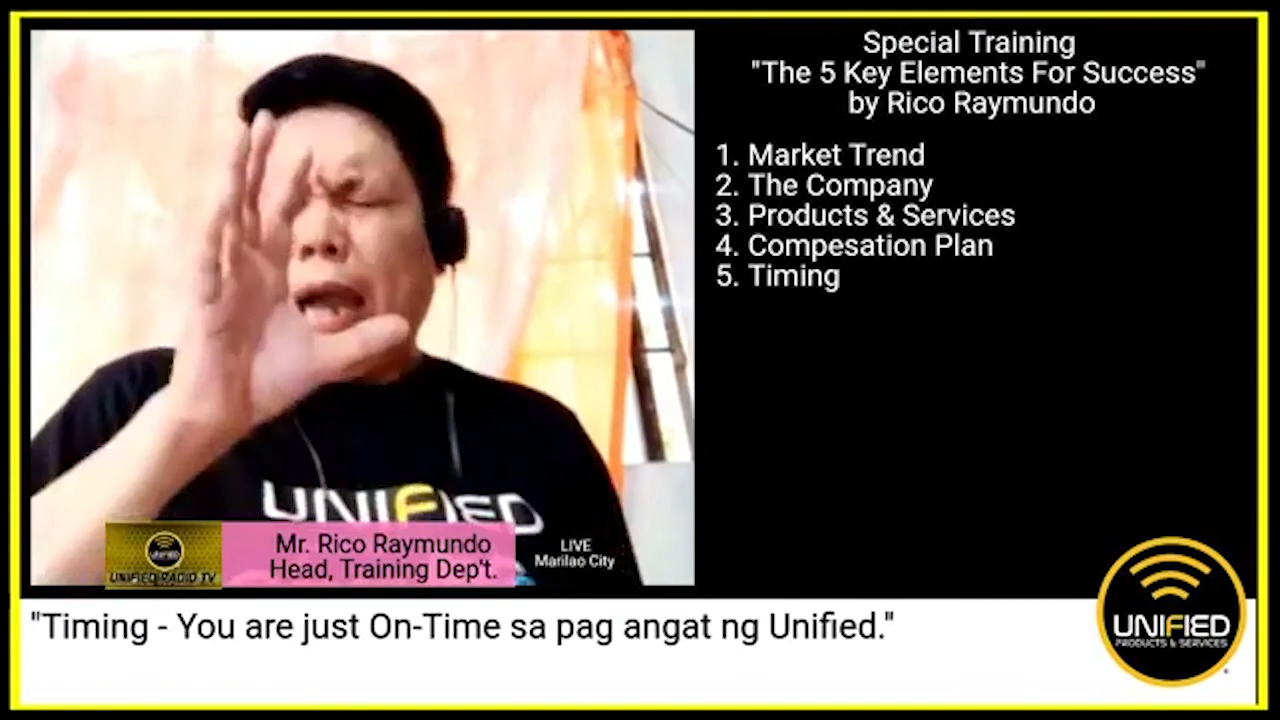 Special Training
"The 5 Key Elements For Success"
by Rico Raymundo
1. Market Trend
2. The Company
3. Products & Services
4. Compesation Plan
5. Timing
UNIFIED
UNIFIED
UNIFIED RADIO TV
Mr. Rico Raymundo
Head, Training Dep't.
LIVE
Marilao City
"Timing - You are just On-Time sa pag angat ng Unified."
UNIFIED
PRODUCTS & SERVICES